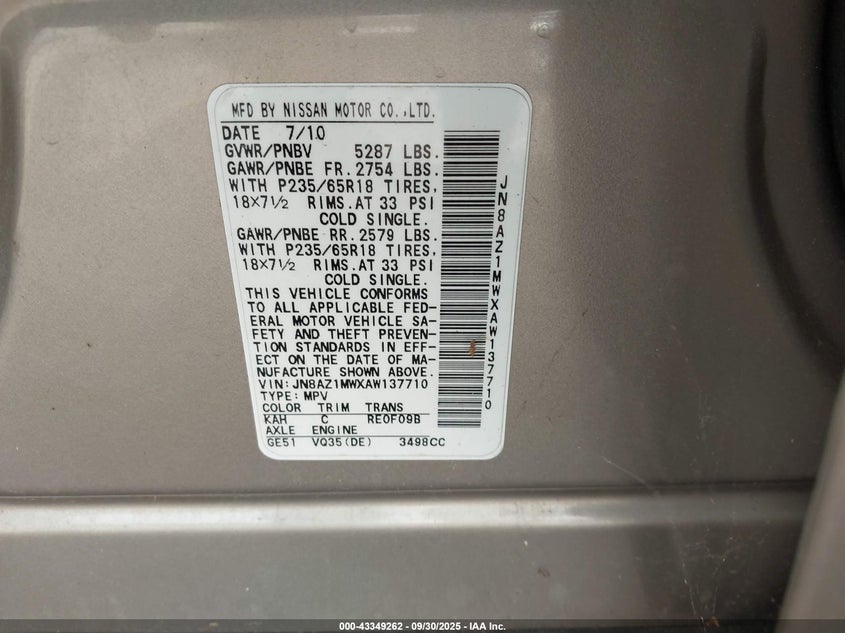 MFD BY NISSAN MOTOR CO.,LTD.
DATE 7/10
GVWR/PNBV 5287 LBS.
GAWR/PNBE FR. 2754 LBS.
WITH P235/65R18 TIRES,
18×7½ RIMS.AT 33 PSI
COLD SINGLE.
GAWR/PNBE RR. 2579 LBS.
WITH P235/65R18 TIRES,
18×7½ RIMS.AT 33 PSI
COLD SINGLE.
THIS VEHICLE CONFORMS
TO ALL APPLICABLE FED-
ERAL MOTOR VEHICLE SA-
FETY AND THEFT PREVEN-
TION STANDARDS IN EFF-
ECT ON THE DATE OF MA-
NUFACTURE SHOWN ABOVE.
VIN: JN8AZ1MWXAW137710
TYPE: MPV
COLOR TRIM TRANS
KAH C RE0F09B
AXLE ENGINE
GE51 VQ35(DE) 3498CC
JN8AZ1MWXAW137710
000-43349262 - 09/30/2025 - IAA Inc.